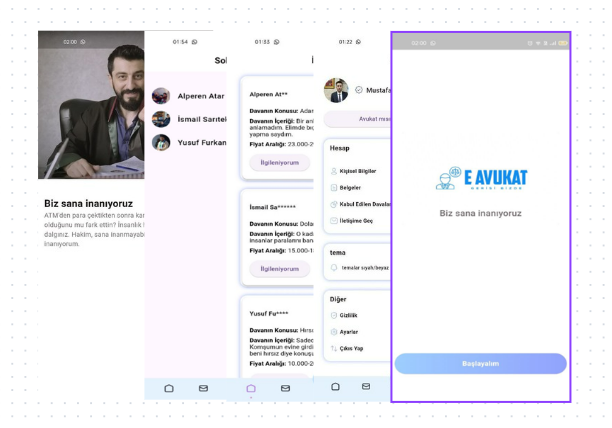 02:00
Biz sana inanıyoruz
ATM'den para çektikten sonra kar
olduğunu mu fark ettin? İnsanlık
dalgınız. Hakim, sana inanmayabi
inanıyorum.
01:54
Sol
Alperen Atar
İsmail Sarıtek
Yusuf Furkan
01:33
İ
Alperen At**
Davanın Konusu: Adar
Davanın İçeriği: Bir an
anlamadım. Elimde bıç
yapma saydım.
Fiyat Aralığı: 23.000-2
İlgileniyorum
İsmail Sa******
Davanın Konusu: Dola
Davanın İçeriği: O kad
insanlar paralarını ban
Fiyat Aralığı: 15.000-1
İlgileniyorum
Yusuf Fu****
Davanın Konusu: Hırsı
Davanın İçeriği: Sadec
Komşumun evine girdi
beni hırsız diye konuşu
Fiyat Aralığı: 10.000-2
01:22
Mustafa
Avukat mısı
Hesap
Kişisel Bilgiler
Belgeler
Kabul Edilen Davalar
İletişime Geç
tema
temalar siyah/beyaz
Diğer
Gizlilik
Ayarlar
Çıkış Yap
02:00
E AVUKAT
Biz sana inanıyoruz
Başlayalım